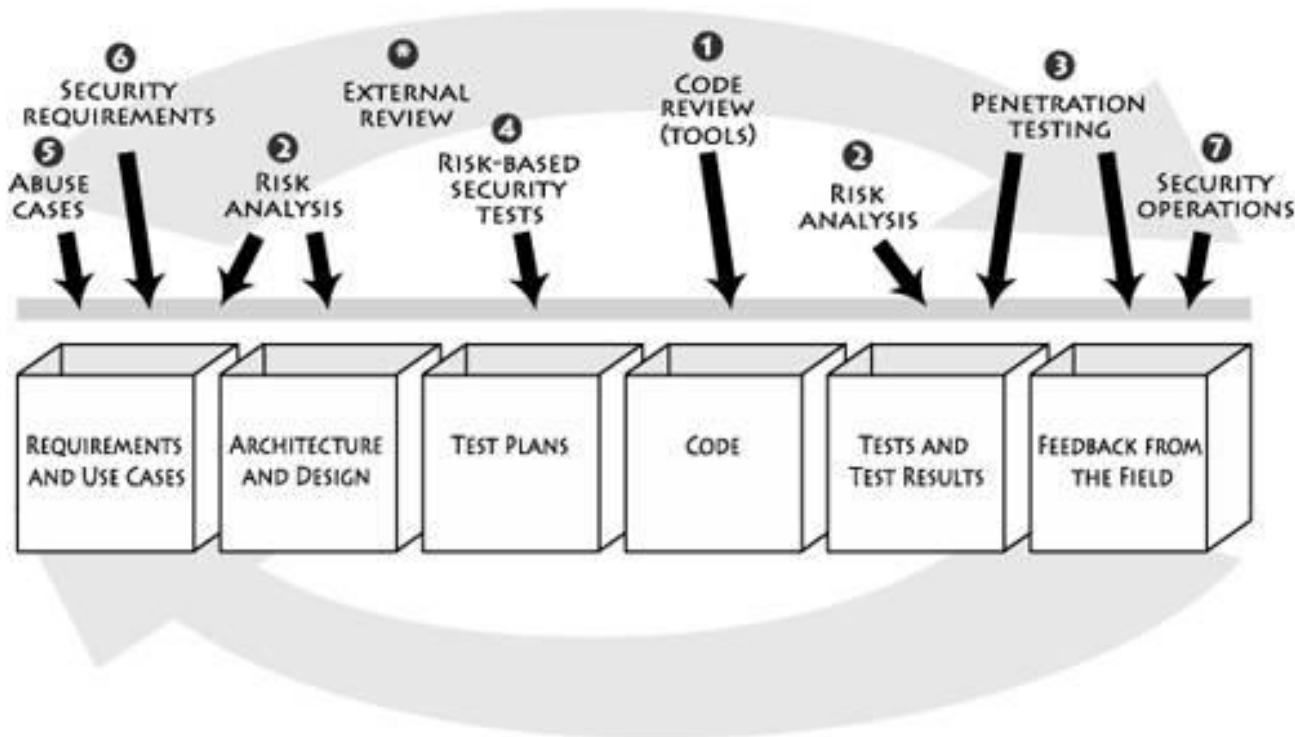 6
SECURITY
REQUIREMENTS
5
ABUSE
CASES
2
RISK
ANALYSIS
*
EXTERNAL
REVIEW
4
RISK-BASED
SECURITY
TESTS
1
CODE
REVIEW
(TOOLS)
2
RISK
ANALYSIS
3
PENETRATION
TESTING
7
SECURITY
OPERATIONS
REQUIREMENTS
AND USE CASES
ARCHITECTURE
AND DESIGN
TEST PLANS
CODE
TESTS AND
TEST RESULTS
FEEDBACK FROM
THE FIELD